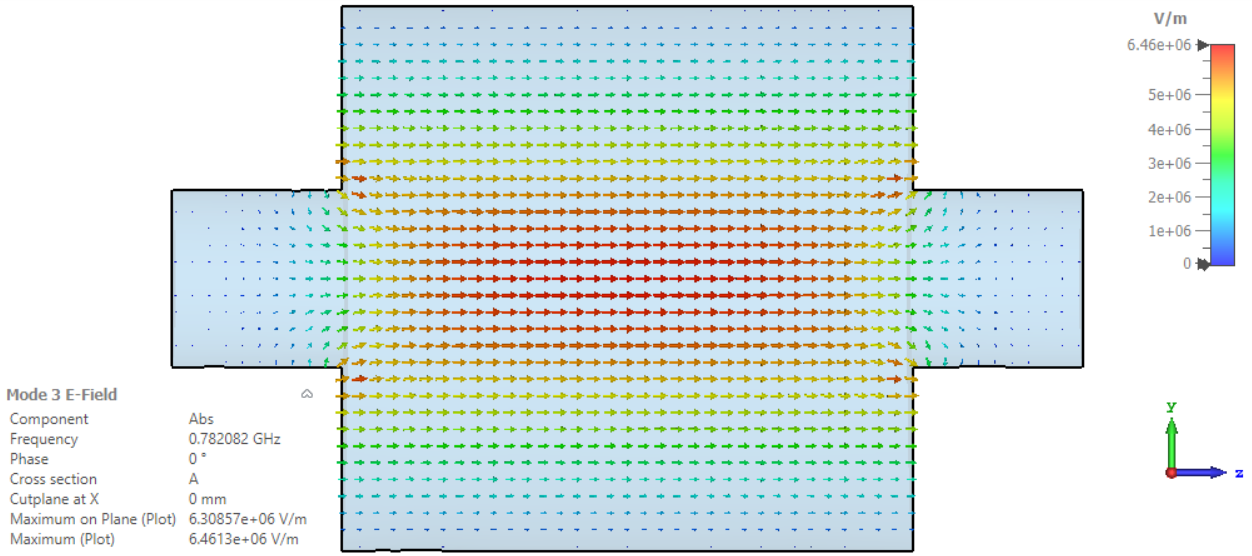 V/m
6.46e+06
5e+06
4e+06
3e+06
2e+06
1e+06
0
Mode 3 E-Field
Component Abs
Frequency 0.782082 GHz
Phase 0 °
Cross section A
Cutplane at X 0 mm
Maximum on Plane (Plot) 6.30857e+06 V/m
Maximum (Plot) 6.4613e+06 V/m
y
z